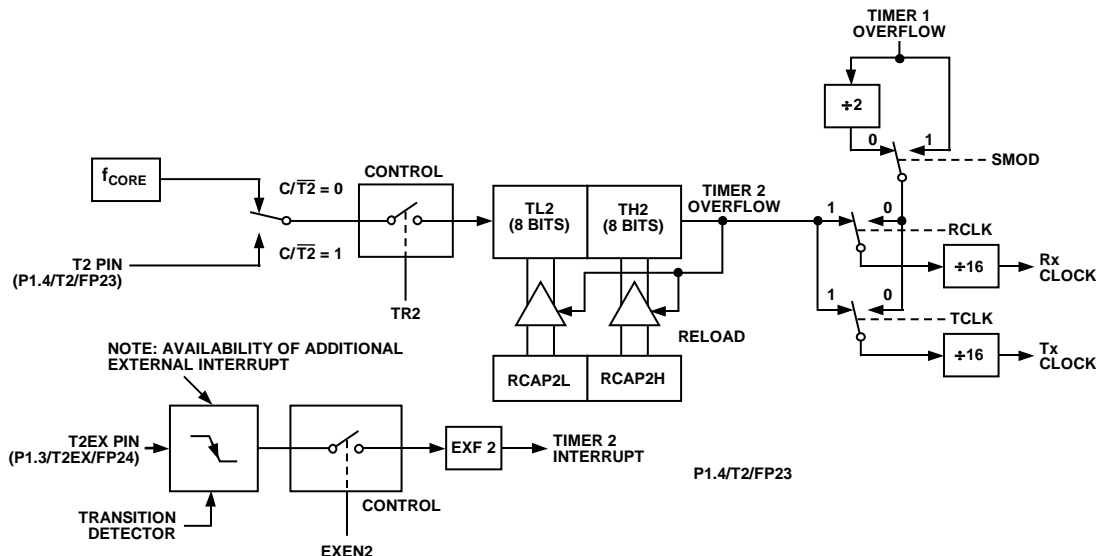 TIMER 1
OVERFLOW
÷2
0
1
SMOD
fCORE
C/T̅2̅ = 0
CONTROL
TL2
(8 BITS)
TH2
(8 BITS)
TIMER 2
OVERFLOW
1
0
RCLK
C/T̅2̅ = 1
T2 PIN
(P1.4/T2/FP23)
÷16
Rx
CLOCK
TR2
1
0
TCLK
RELOAD
÷16
Tx
CLOCK
RCAP2L
RCAP2H
NOTE: AVAILABILITY OF ADDITIONAL
EXTERNAL INTERRUPT
T2EX PIN
(P1.3/T2EX/FP24)
EXF 2
TIMER 2
INTERRUPT
P1.4/T2/FP23
CONTROL
TRANSITION
DETECTOR
EXEN2